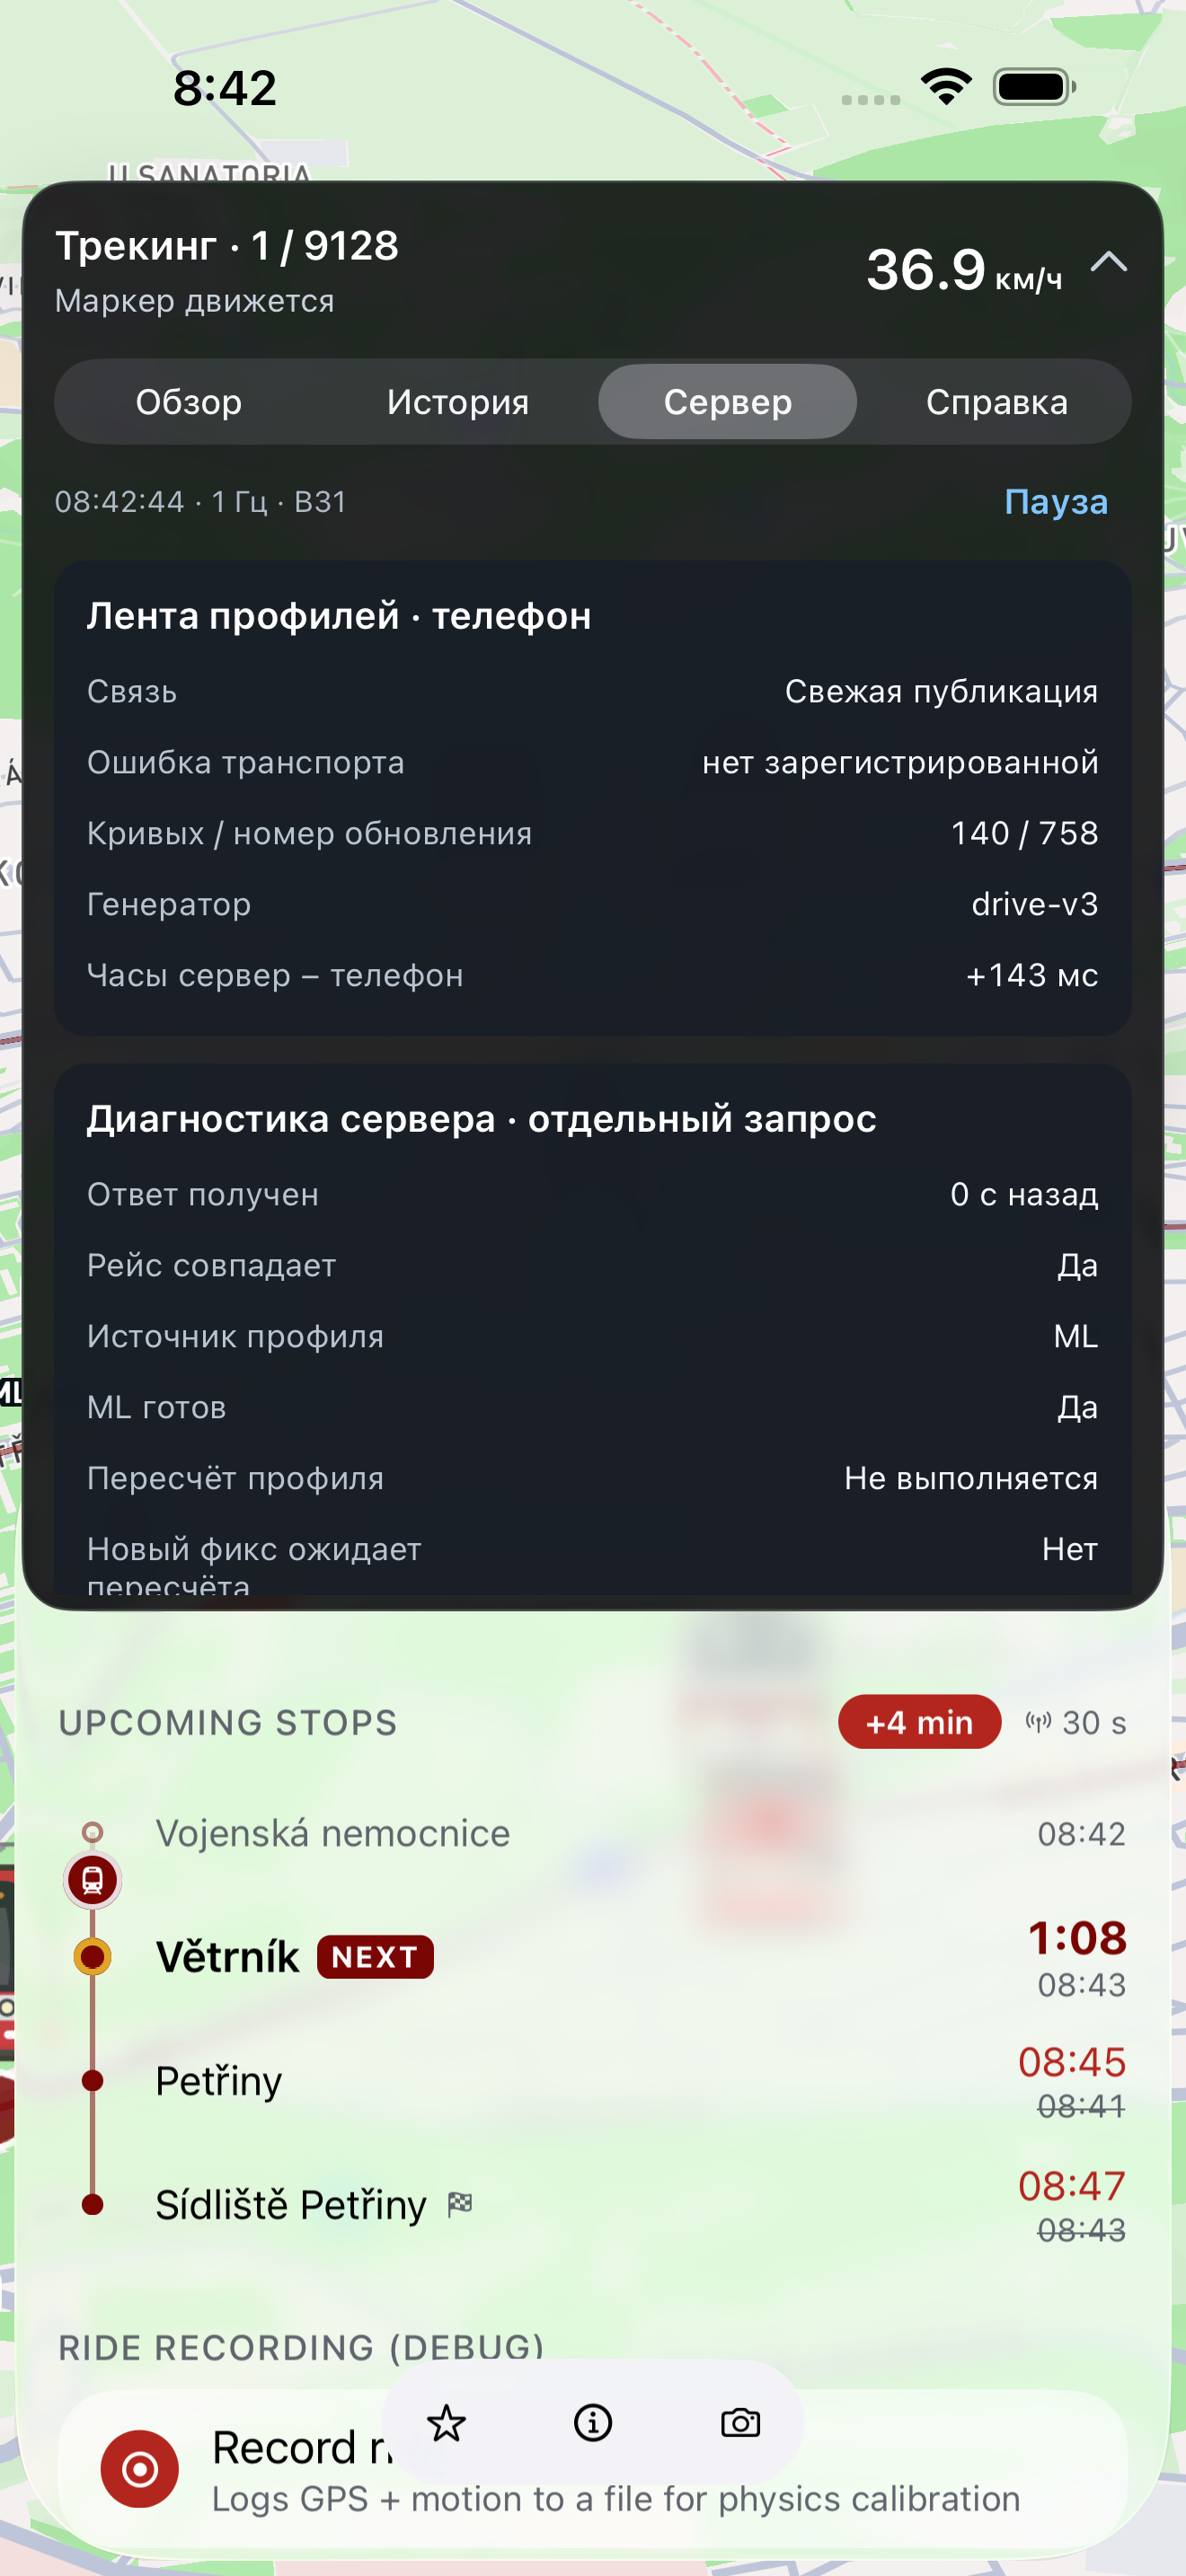 8:42
U SANATORIA
Трекинг · 1 / 9128
Маркер движется
36.9 км/ч
Обзор
История
Сервер
Справка
08:42:44 · 1 Гц · B31
Пауза
Лента профилей · телефон
Связь
Свежая публикация
Ошибка транспорта
нет зарегистрированной
Кривых / номер обновления
140 / 758
Генератор
drive-v3
Часы сервер – телефон
+143 мс
Диагностика сервера · отдельный запрос
Ответ получен
0 с назад
Рейс совпадает
Да
Источник профиля
ML
ML готов
Да
Пересчёт профиля
Не выполняется
Новый фикс ожидает
Нет
пересчёта
UPCOMING STOPS
+4 min
30 s
Vojenská nemocnice
08:42
Větrník NEXT
1:08
08:43
Petřiny
08:45
08:41
Sídliště Petřiny
08:47
08:43
RIDE RECORDING (DEBUG)
Record
Logs GPS + motion to a file for physics calibration